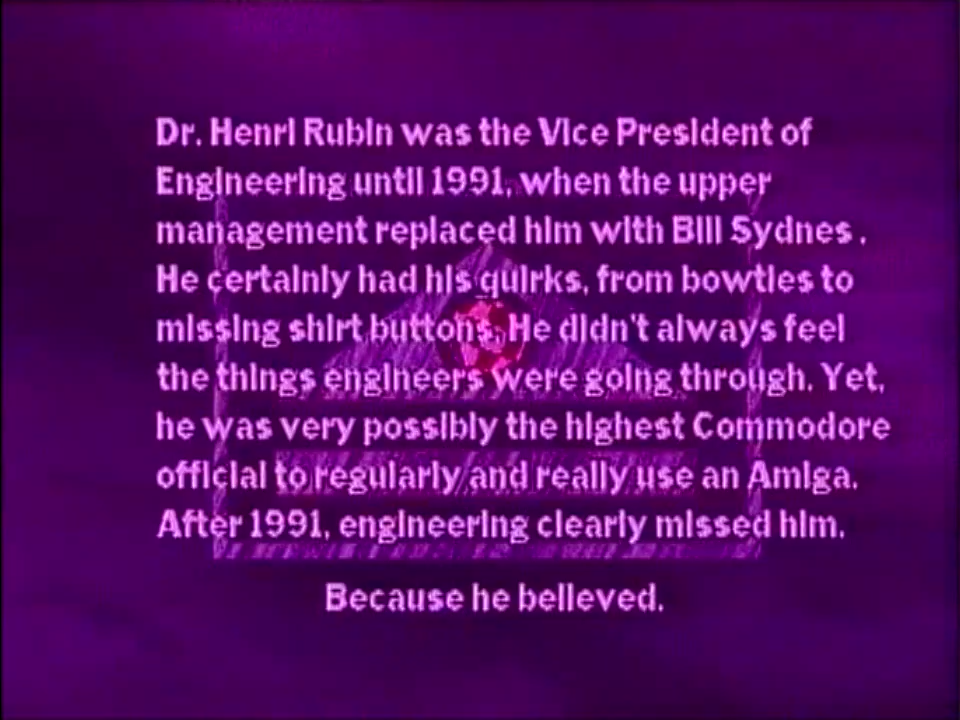 Dr. Henri Rubin was the Vice President of
Engineering until 1991, when the upper
management replaced him with Bill Sydnes .
He certainly had his quirks, from bowties to
missing shirt buttons. He didn't always feel
the things engineers were going through. Yet,
he was very possibly the highest Commodore
official to regularly and really use an Amiga.
After 1991, engineering clearly missed him.
Because he believed.